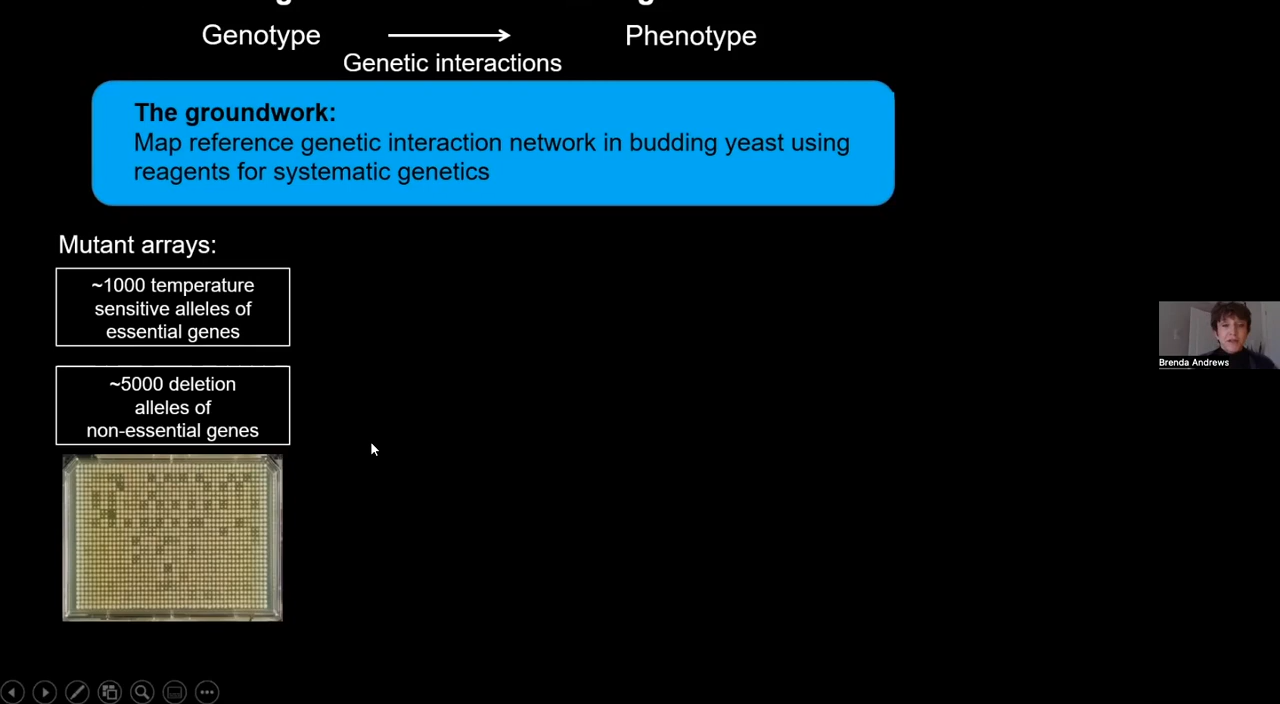 Genotype
Phenotype
Genetic interactions
The groundwork:
Map reference genetic interaction network in budding yeast using
reagents for systematic genetics
Mutant arrays:
~1000 temperature
sensitive alleles of
essential genes
~5000 deletion
alleles of
non-essential genes
Brenda Andrews